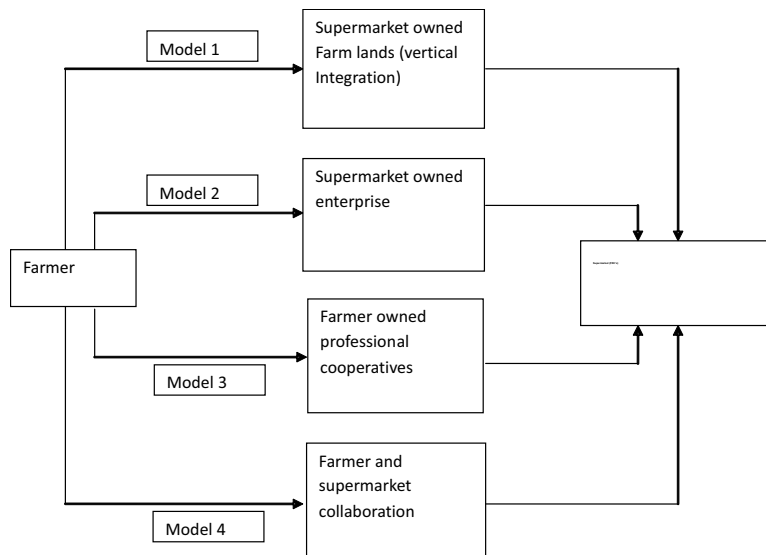 Model 1
Supermarket owned
Farm lands (vertical
Integration)
Model 2
Supermarket owned
enterprise
Farmer
Farmer owned
professional
cooperatives
Model 3
Farmer and
supermarket
collaboration
Model 4